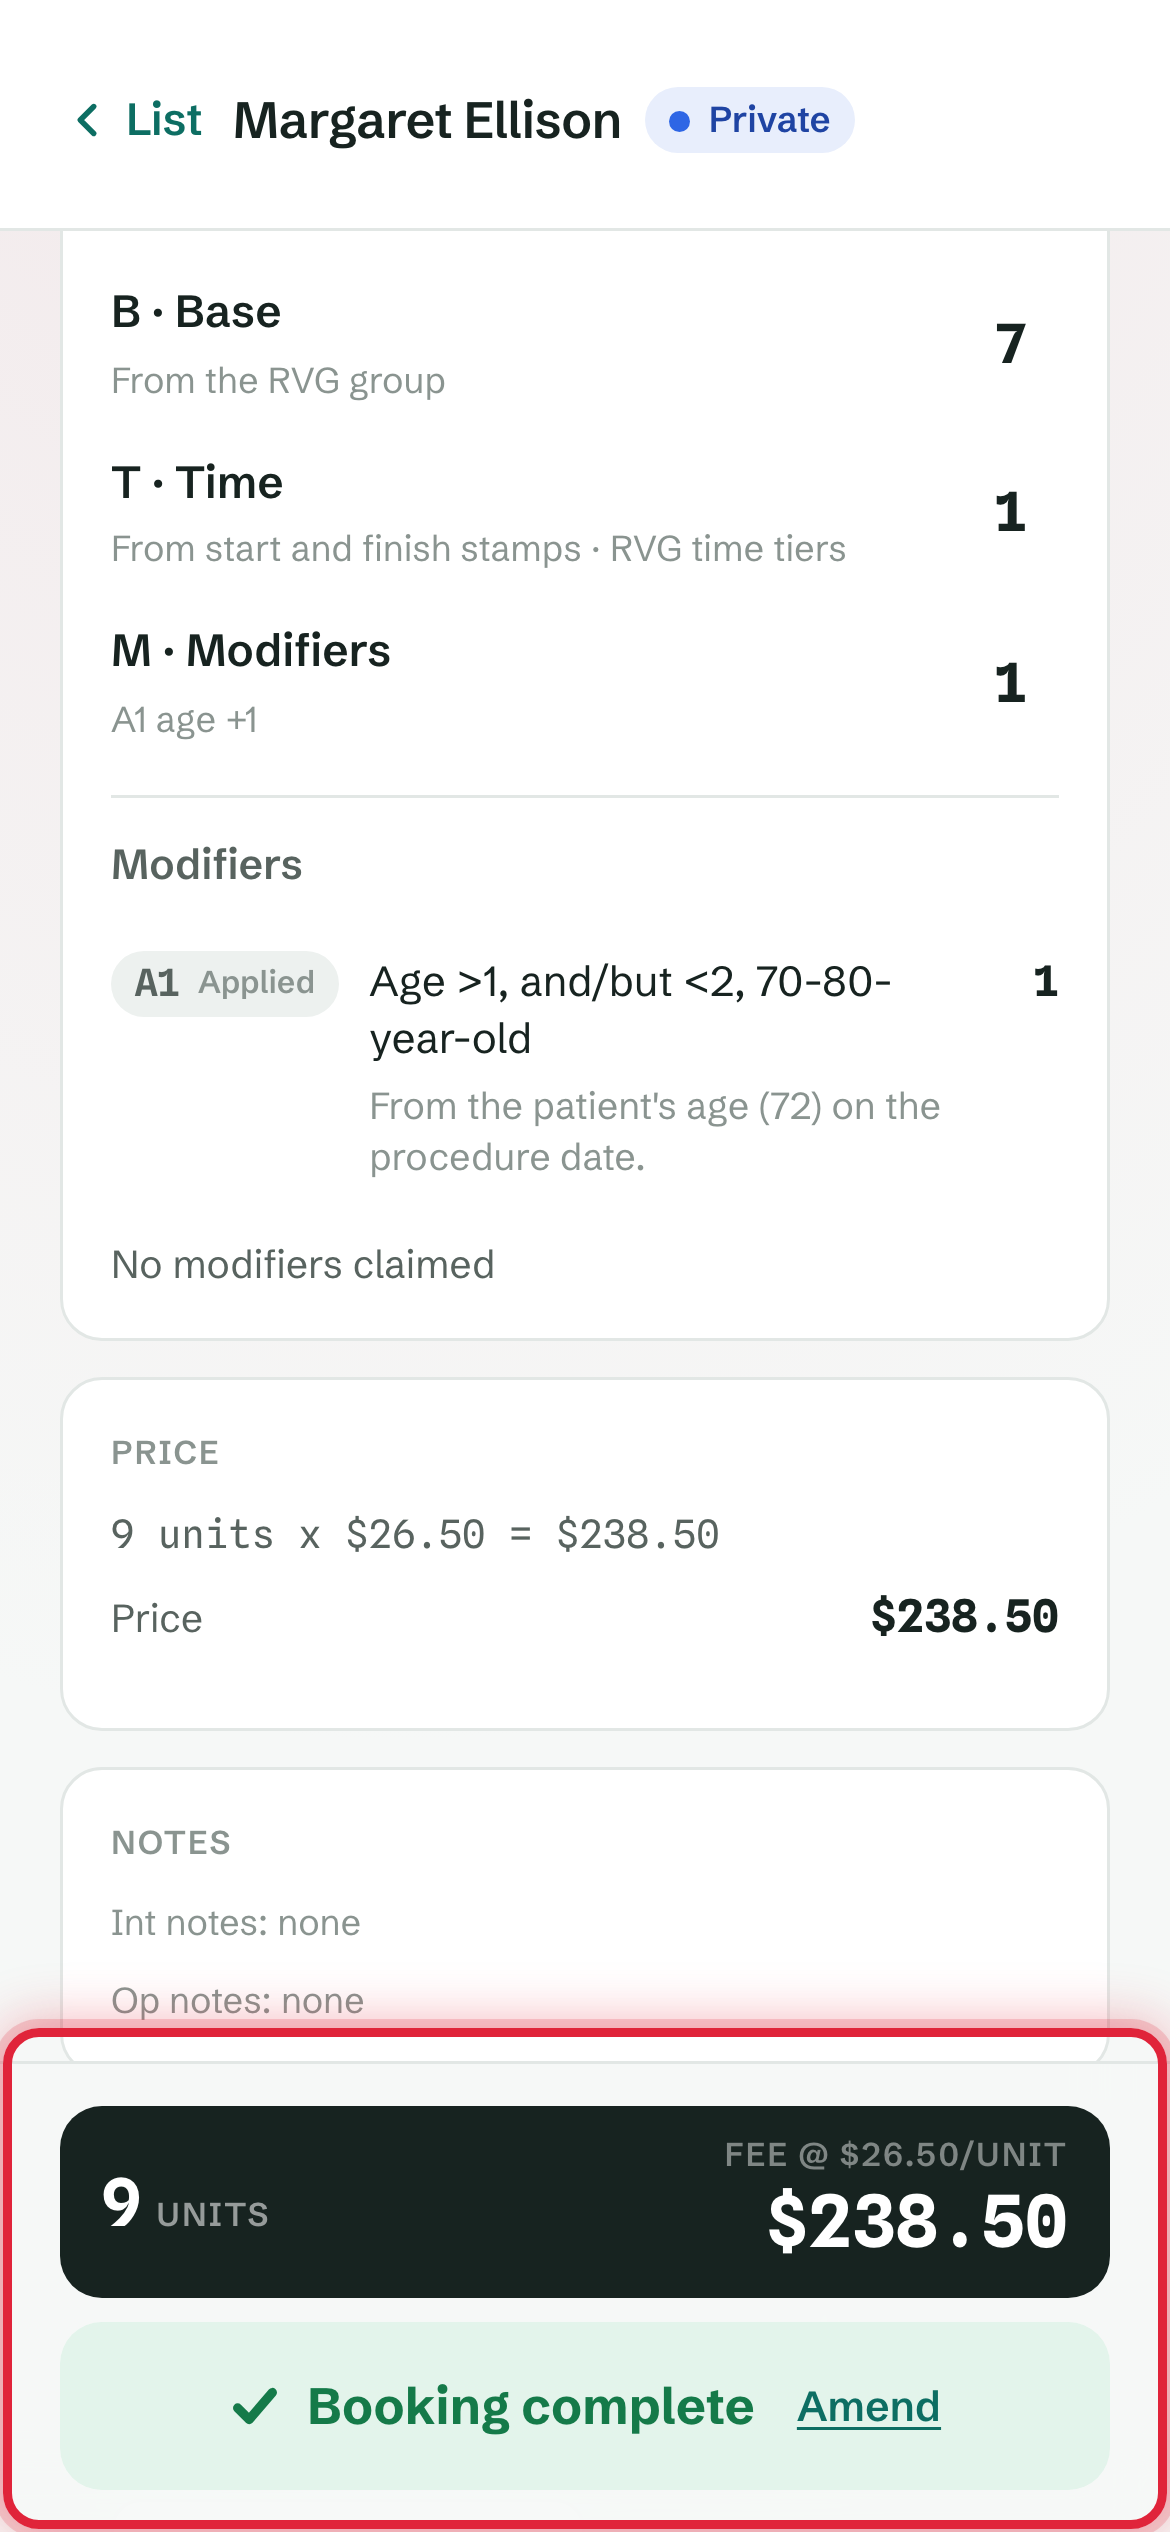 List Margaret Ellison Private
B · Base
From the RVG group
7
T · Time
From start and finish stamps · RVG time tiers
1
M · Modifiers
A1 age +1
1
Modifiers
A1 Applied
Age >1, and/but <2, 70-80-
year-old
1
From the patient's age (72) on the
procedure date.
No modifiers claimed
PRICE
9 units x $26.50 = $238.50
Price $238.50
NOTES
Int notes: none
Op notes: none
9 UNITS
FEE @ $26.50/UNIT
$238.50
Booking complete Amend